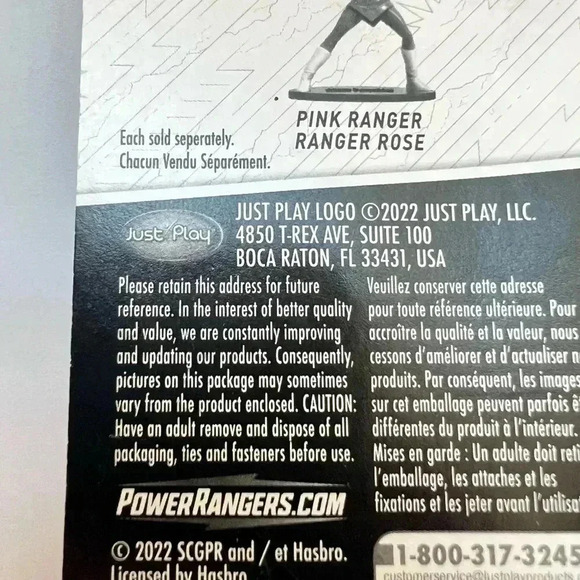 PINK RANGER
RANGER ROSE
Each sold seperately.
Chacun Vendu Séparément.
Just Play
JUST PLAY LOGO ©2022 JUST PLAY, LLC.
4850 T-REX AVE, SUITE 100
BOCA RATON, FL 33431, USA
Please retain this address for future
reference. In the interest of better quality
and value, we are constantly improving
and updating our products. Consequently,
pictures on this package may sometimes
vary from the product enclosed. CAUTION:
Have an adult remove and dispose of all
packaging, ties and fasteners before use.
Veuillez conserver cette adresse
pour toute référence ultérieure. Pour
accroître la qualité et la valeur, nous
cessons d'améliorer et d'actualiser n
produits. Par conséquent, les images
sur cet emballage peuvent parfois ê
différentes du produit à l'intérieur.
Mises en garde : Un adulte doit reti
l'emballage, les attaches et les
fixations et les jeter avant l'utilisa
POWERRANGERS.COM
© 2022 SCGPR and / et Hasbro.
Licensed by Hasbro.
1-800-317-3245
customerservice@justplayproducts.